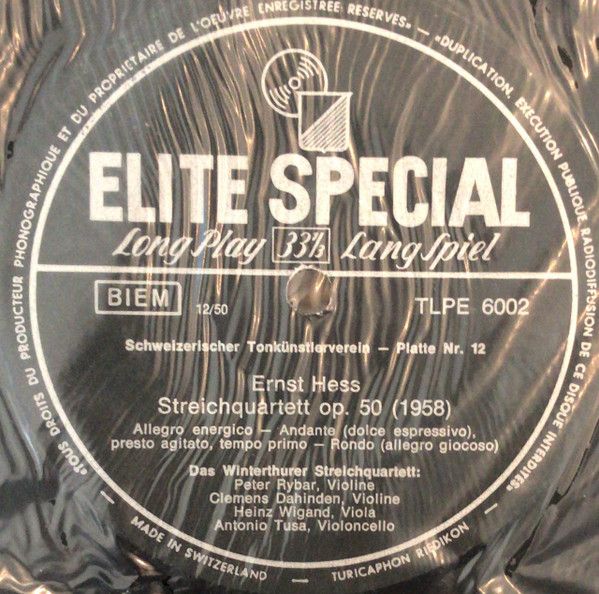 ELITE SPECIAL
Long Play 33⅓ Lang Spiel
BIEM 12/50 TLPE 6002
Schweizerischer Tonkünstlerverein – Platte Nr. 12
Ernst Hess
Streichquartett op. 50 (1958)
Allegro energico – Andante (dolce espressivo),
presto agitato, tempo primo – Rondo (allegro giocoso)
Das Winterthurer Streichquartett:
Peter Rybar, Violine
Clemens Dahinden, Violine
Heinz Wigand, Viola
Antonio Tusa, Violoncello
«TOUS DROITS DU PRODUCTEUR PHONOGRAPHIQUE ET DU PROPRIETAIRE DE L'OEUVRE ENREGISTREE RESERVES» – «DUPLICATION, EXECUTION PUBLIQUE, RADIODIFFUSION DE CE DISQUE INTERDITES»
– MADE IN SWITZERLAND – TURICAPHON RIEDIKON –